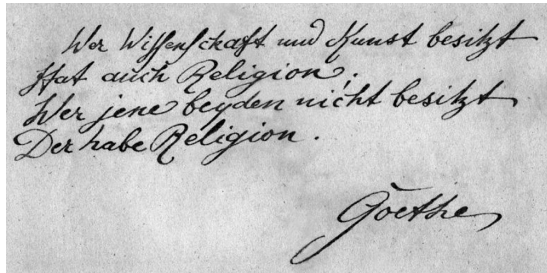 Wer Wissenschaft und Kunst besitzt
Hat auch Religion;
Wer jene beyden nicht besitzt
Der habe Religion.
Goethe